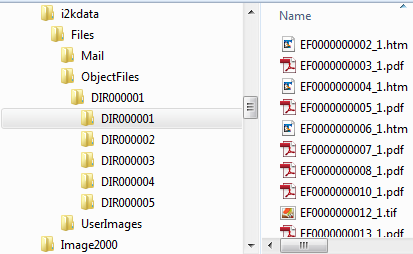 i2kdata
Files
Mail
ObjectFiles
DIR000001
DIR000001
DIR000002
DIR000003
DIR000004
DIR000005
UserImages
Image2000
Name
EF0000000002_1.htm
EF0000000003_1.pdf
EF0000000004_1.htm
EF0000000005_1.pdf
EF0000000006_1.htm
EF0000000007_1.pdf
EF0000000008_1.pdf
EF0000000010_1.pdf
EF0000000012_1.tif
EF0000000013_1.pdf